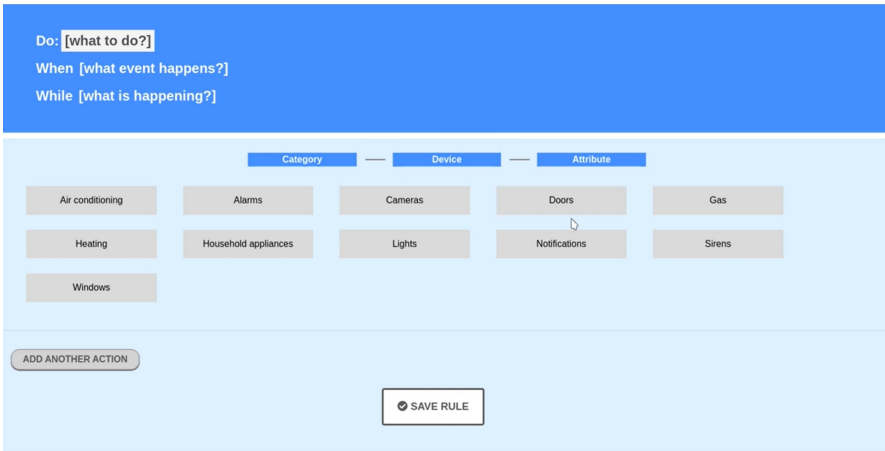 Do: [what to do?]
When [what event happens?]
While [what is happening?]
Category — Device — Attribute
Air conditioning Alarms Cameras Doors Gas
Heating Household appliances Lights Notifications Sirens
Windows
ADD ANOTHER ACTION
SAVE RULE